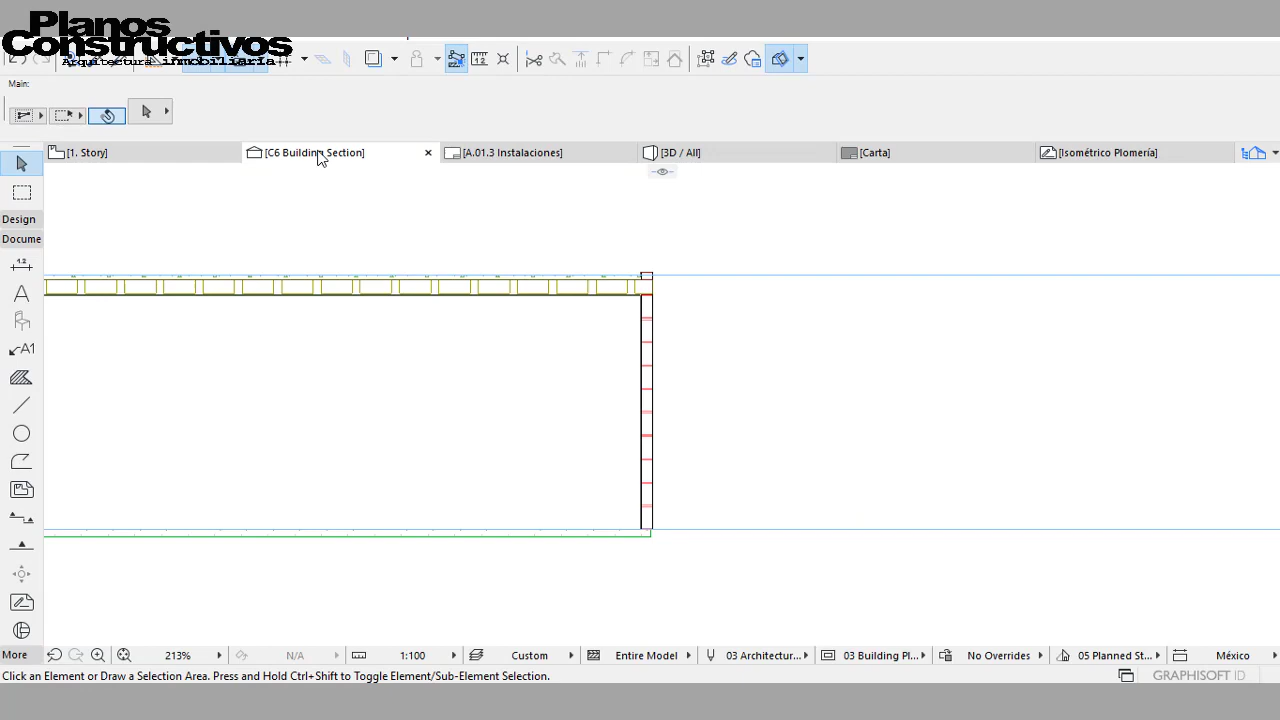 Planos
Constructivos
Arquitectura inmobiliaria
Main:
[1. Story]
[C6 Building Section]
[A.01.3 Instalaciones]
[3D / All]
[Carta]
[Isométrico Plomería]
Design
Docume
1.2
A
A1
More
213%
N/A
1:100
Custom
Entire Model
03 Architectur...
03 Building Pl...
No Overrides
05 Planned St...
México
Click an Element or Draw a Selection Area. Press and Hold Ctrl+Shift to Toggle Element/Sub-Element Selection.
GRAPHISOFT ID